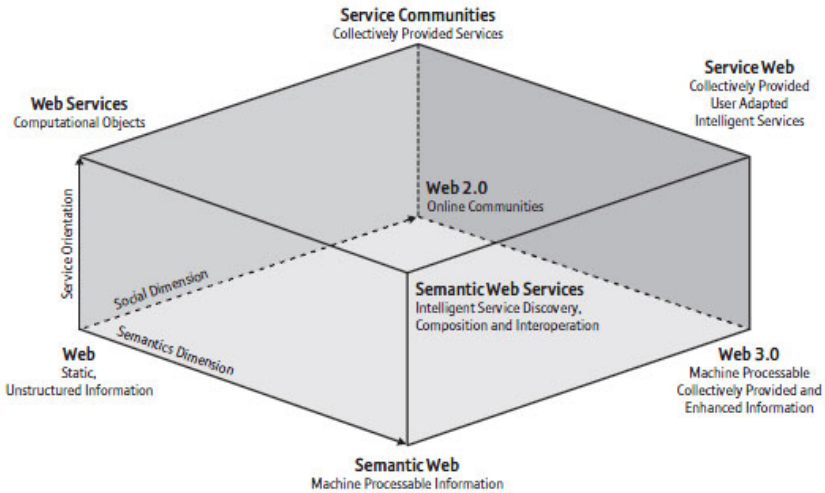 Service Communities
Collectively Provided Services
Service Web
Collectively Provided
User Adapted
Intelligent Services
Web Services
Computational Objects
Web 2.0
Online Communities
Service Orientation
Social Dimension
Semantics Dimension
Semantic Web Services
Intelligent Service Discovery,
Composition and Interoperation
Web
Static,
Unstructured Information
Web 3.0
Machine Processable
Collectively Provided and
Enhanced Information
Semantic Web
Machine Processable Information